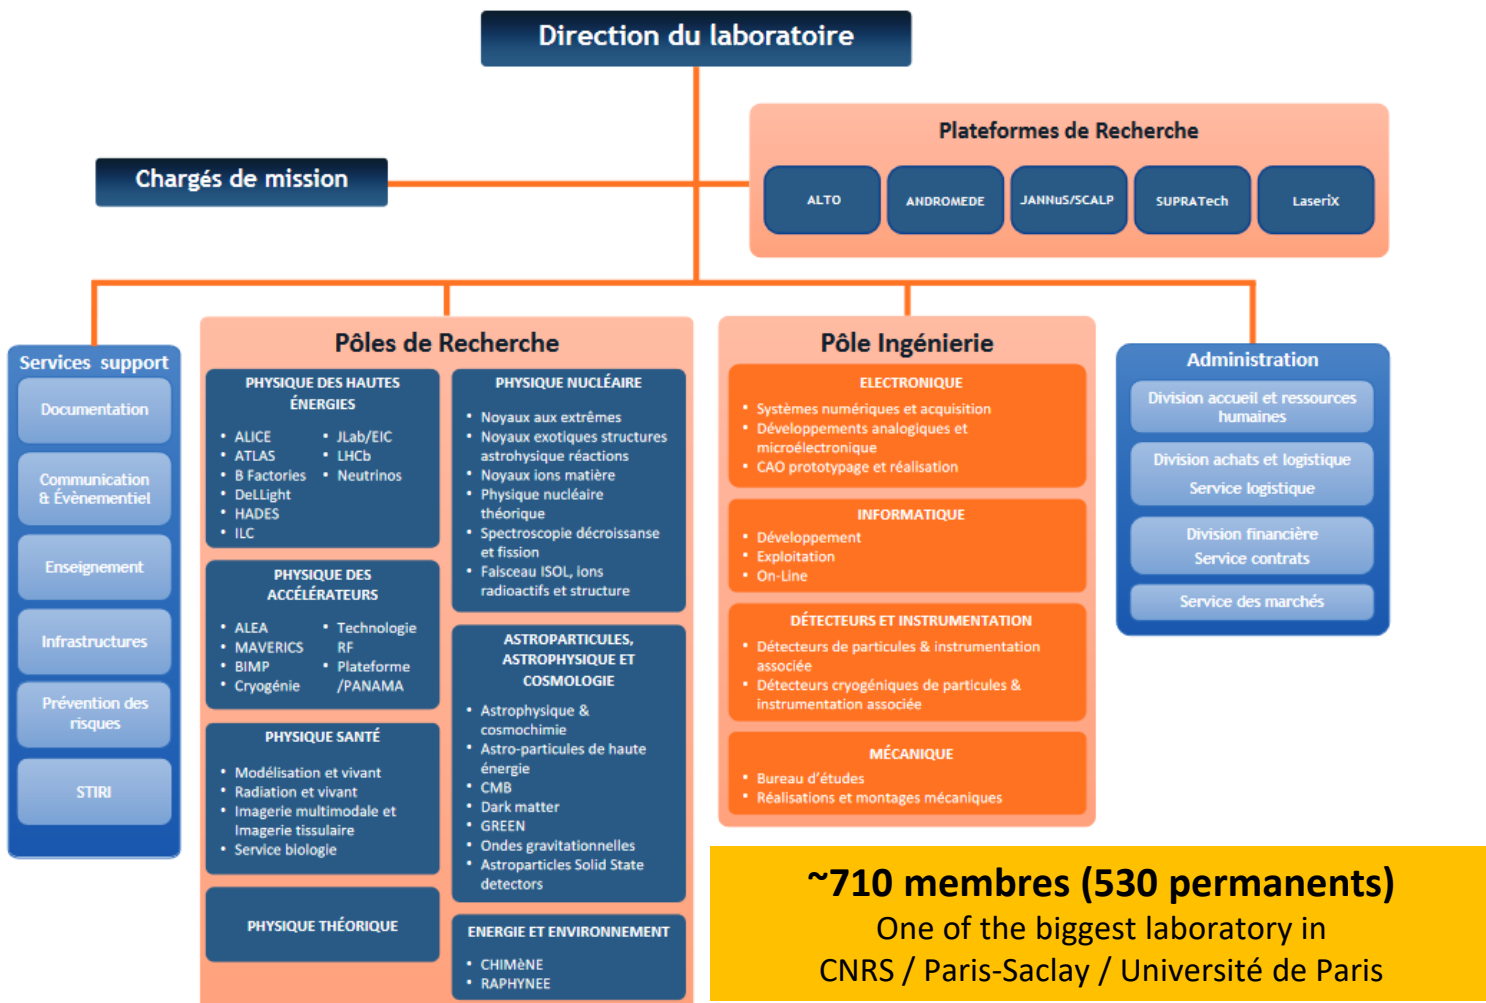 Direction du laboratoire
Plateformes de Recherche
Chargés de mission
ALTO
ANDROMEDE
JANNuS/SCALP
SUPRATech
LaseriX
Services support
Documentation
Communication
& Évènementiel
Enseignement
Infrastructures
Prévention des
risques
STIRI
Pôles de Recherche
PHYSIQUE DES HAUTES
ÉNERGIES
• ALICE
• ATLAS
• B Factories
• DeLLight
• HADES
• ILC
• JLab/EIC
• LHCb
• Neutrinos
PHYSIQUE DES
ACCÉLÉRATEURS
• ALEA
• MAVERICS
• BIMP
• Cryogénie
• Technologie
RF
• Plateforme
/PANAMA
PHYSIQUE SANTÉ
• Modélisation et vivant
• Radiation et vivant
• Imagerie multimodale et
Imagerie tissulaire
• Service biologie
PHYSIQUE THÉORIQUE
PHYSIQUE NUCLÉAIRE
• Noyaux aux extrêmes
• Noyaux exotiques structures
astrohysique réactions
• Noyaux ions matière
• Physique nucléaire
théorique
• Spectroscopie décroissanse
et fission
• Faisceau ISOL, ions
radioactifs et structure
ASTROPARTICULES,
ASTROPHYSIQUE ET
COSMOLOGIE
• Astrophysique &
cosmochimie
• Astro-particules de haute
énergie
• CMB
• Dark matter
• GREEN
• Ondes gravitationnelles
• Astroparticles Solid State
detectors
ENERGIE ET ENVIRONNEMENT
• CHIMèNE
• RAPHYNEE
Pôle Ingénierie
ELECTRONIQUE
• Systèmes numériques et acquisition
• Développements analogiques et
microélectronique
• CAO prototypage et réalisation
INFORMATIQUE
• Développement
• Exploitation
• On-Line
DÉTECTEURS ET INSTRUMENTATION
• Détecteurs de particules & instrumentation
associée
• Détecteurs cryogéniques de particules &
instrumentation associée
MÉCANIQUE
• Bureau d'études
• Réalisations et montages mécaniques
Administration
Division accueil et ressources
humaines
Division achats et logistique
Service logistique
Division financière
Service contrats
Service des marchés
~710 membres (530 permanents)
One of the biggest laboratory in
CNRS / Paris-Saclay / Université de Paris